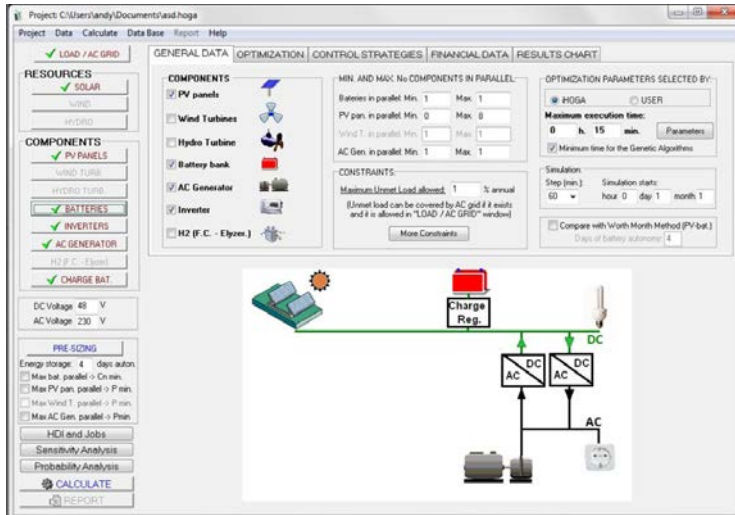 Project: C:\Users\andy\Documents\asd.hoga
Project Data Calculate Data Base Report Help
LOAD / AC GRID
RESOURCES
SOLAR
WIND
HYDRO
COMPONENTS
PV PANELS
WIND TURB.
HYDRO TURB.
BATTERIES
INVERTERS
AC GENERATOR
H2 (F.C. - Elyzer)
CHARGE BAT.
DC Voltage 48 V
AC Voltage 230 V
PRE-SIZING
Energy storage: 4 days auton.
Max bat. parallel -> Cn min.
Max PV pan. parallel -> P min.
Max Wind T. parallel -> P min.
Max AC Gen. parallel -> Pmin
HDI and Jobs
Sensitivity Analysis
Probability Analysis
CALCULATE
REPORT
GENERAL DATA OPTIMIZATION CONTROL STRATEGIES FINANCIAL DATA RESULTS CHART
COMPONENTS
PV panels
Wind Turbines
Hydro Turbine
Battery bank
AC Generator
Inverter
H2 (F.C. - Elyzer.)
MIN. AND MAX. No COMPONENTS IN PARALLEL:
Bateries in parallel: Min. 1 Max. 1
PV pan. in parallel: Min. 0 Max. 8
Wind T. in parallel: Min. 1 Max. 1
AC Gen. in parallel: Min. 1 Max. 1
CONSTRAINTS:
Maximum Unmet Load allowed: 1 % annual
(Unmet load can be covered by AC grid if it exists
and it is allowed in "LOAD / AC GRID" window)
More Constraints
OPTIMIZATION PARAMETERS SELECTED BY:
HOGA USER
Maximum execution time:
0 h. 15 min. Parameters
Minimum time for the Genetic Algorithms
Simulation:
Step (min.): Simulation starts:
60 hour 0 day 1 month 1
Compare with Worth Month Method (PV-bat.)
Days of battery autonomy: 4
Charge
Reg.
DC
DC
AC
DC
AC
AC